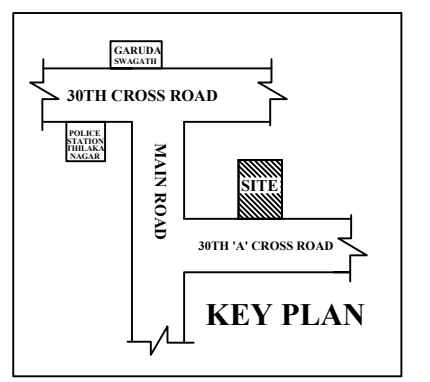 GARUDA
SWAGATH
30TH CROSS ROAD
POLICE
STATION
THILAKA
NAGAR
MAIN ROAD
SITE
30TH 'A' CROSS ROAD
KEY PLAN